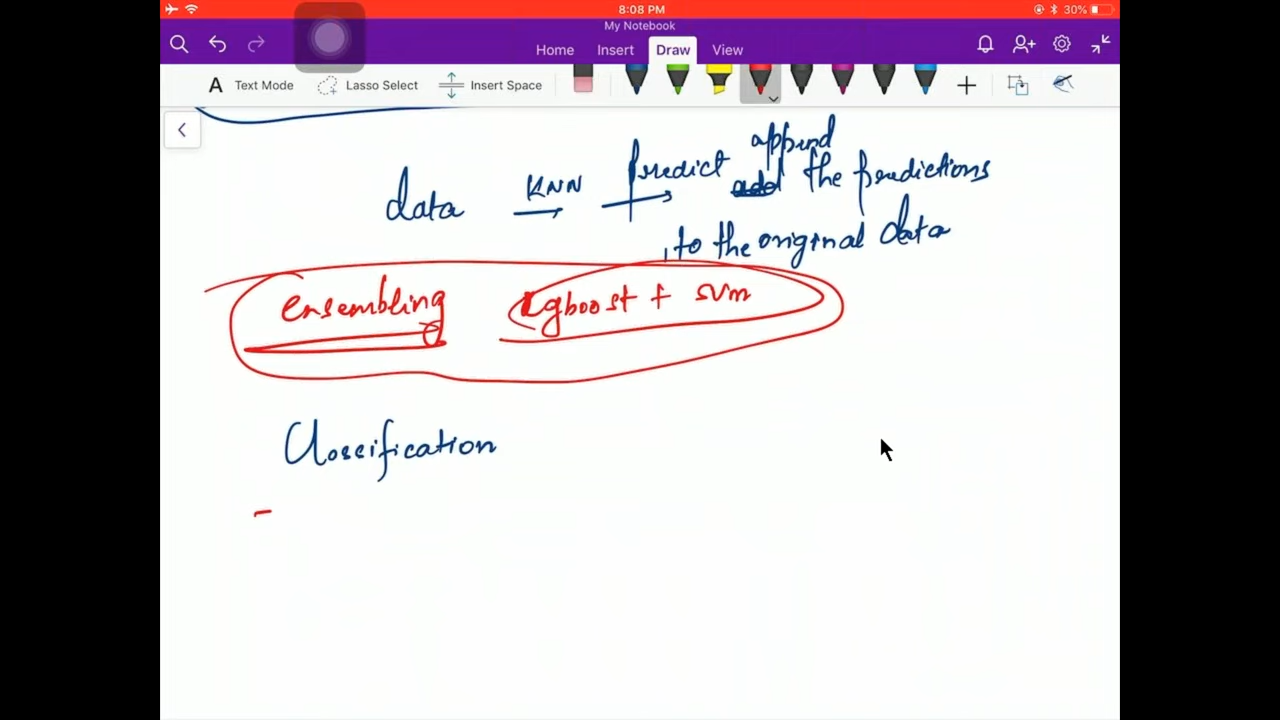 8:08 PM
30%
My Notebook
Home Insert Draw View
Text Mode Lasso Select Insert Space
data KNN predict append
add the predictions
to the original data
ensembling xgboost + svm
Classification